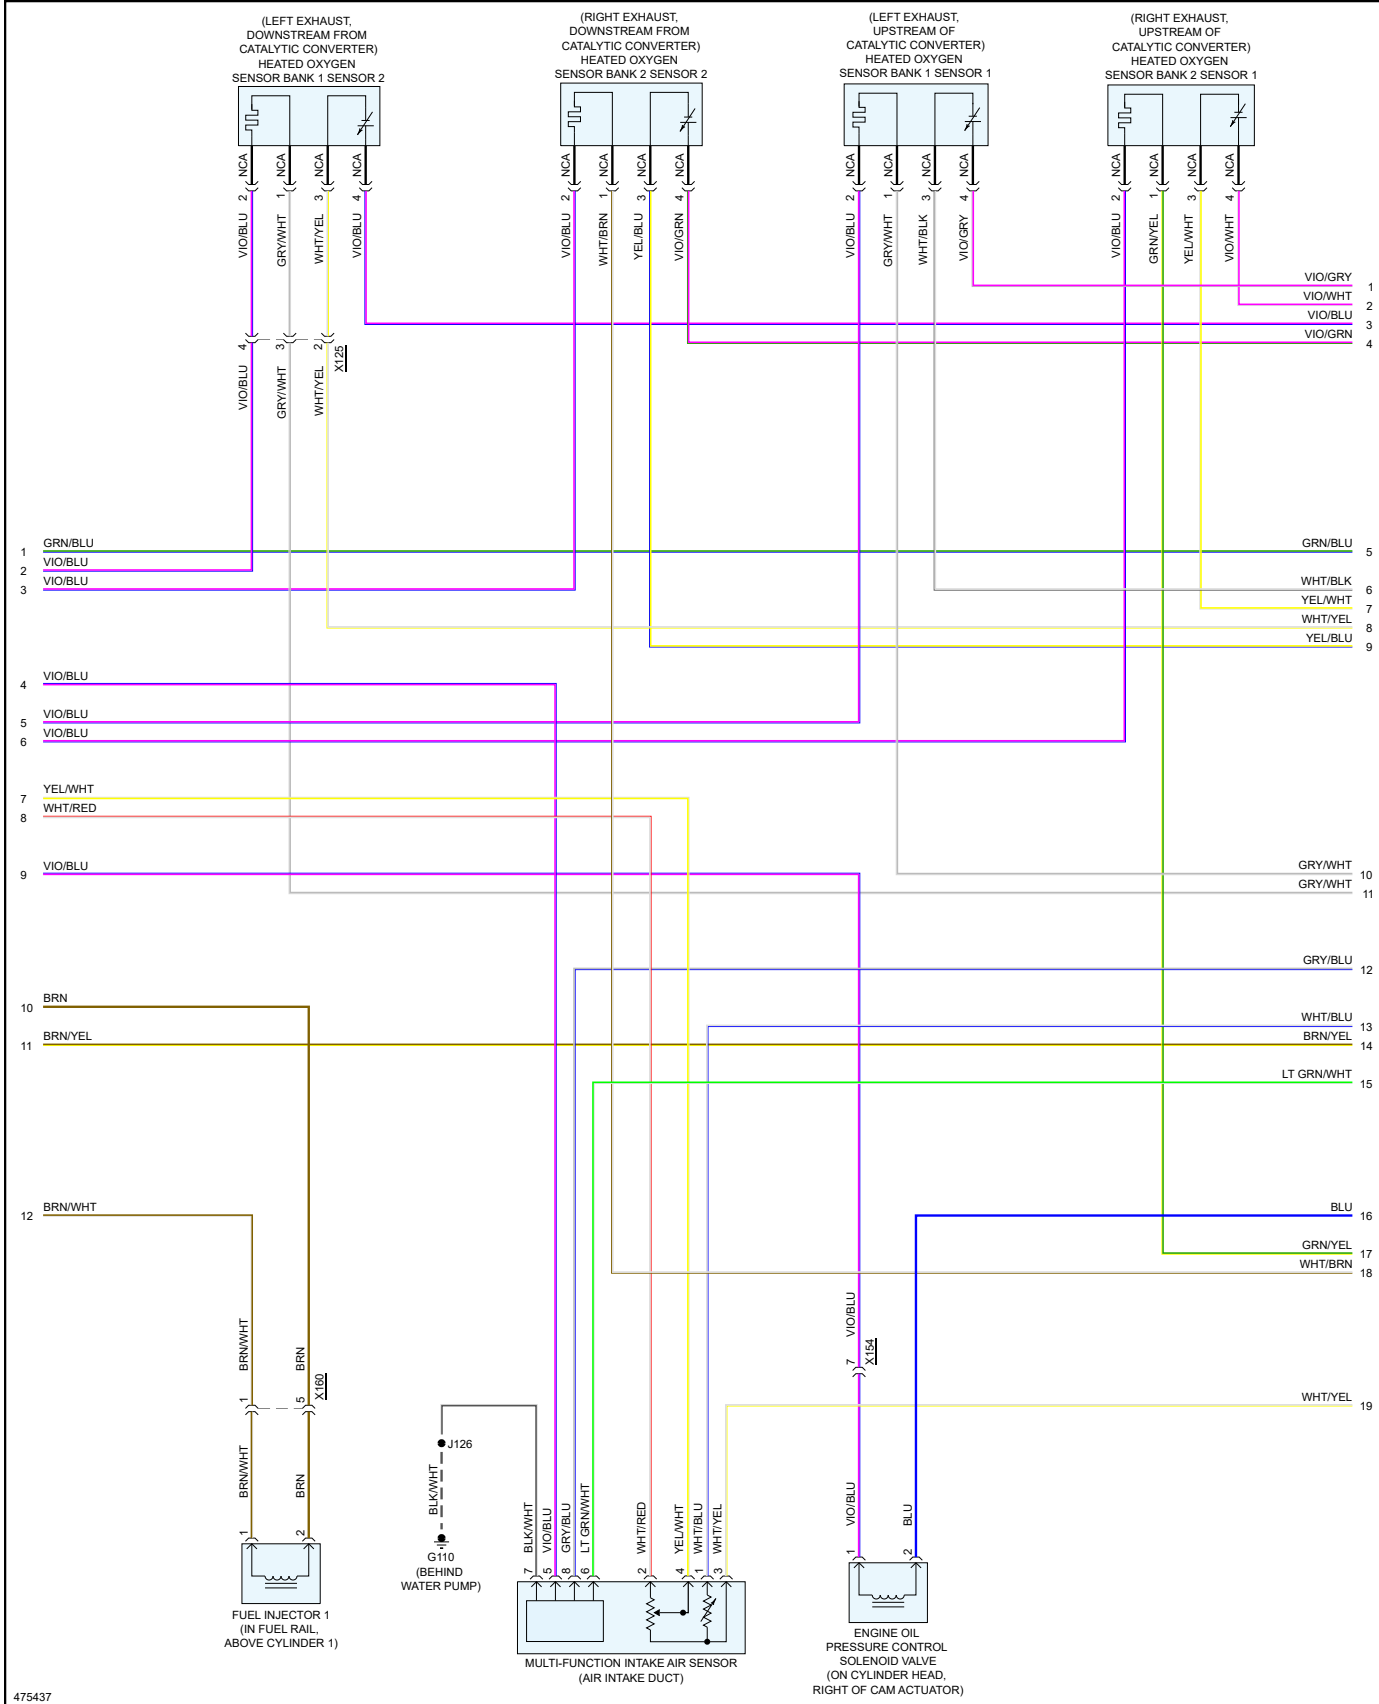 (LEFT EXHAUST,
DOWNSTREAM FROM
CATALYTIC CONVERTER)
HEATED OXYGEN
SENSOR BANK 1 SENSOR 2
(RIGHT EXHAUST,
DOWNSTREAM FROM
CATALYTIC CONVERTER)
HEATED OXYGEN
SENSOR BANK 2 SENSOR 2
(LEFT EXHAUST,
UPSTREAM OF
CATALYTIC CONVERTER)
HEATED OXYGEN
SENSOR BANK 1 SENSOR 1
(RIGHT EXHAUST,
UPSTREAM OF
CATALYTIC CONVERTER)
HEATED OXYGEN
SENSOR BANK 2 SENSOR 1
NCA NCA NCA NCA
2 1 3 4
VIO/BLU GRY/WHT WHT/YEL VIO/BLU
NCA NCA NCA NCA
2 1 3 4
VIO/BLU WHT/BRN YEL/BLU VIO/GRN
NCA NCA NCA NCA
2 1 3 4
VIO/BLU GRY/WHT WHT/BLK VIO/GRY
NCA NCA NCA NCA
2 1 3 4
VIO/BLU GRN/YEL YEL/WHT VIO/WHT
VIO/GRY 1
VIO/WHT 2
VIO/BLU 3
VIO/GRN 4
4 3 2 X125
VIO/BLU GRY/WHT WHT/YEL
1 GRN/BLU
2 VIO/BLU
3 VIO/BLU
GRN/BLU 5
WHT/BLK 6
YEL/WHT 7
WHT/YEL 8
YEL/BLU 9
4 VIO/BLU
5 VIO/BLU
6 VIO/BLU
7 YEL/WHT
8 WHT/RED
9 VIO/BLU
GRY/WHT 10
GRY/WHT 11
GRY/BLU 12
10 BRN
11 BRN/YEL
WHT/BLU 13
BRN/YEL 14
LT GRN/WHT 15
12 BRN/WHT
BLU 16
GRN/YEL 17
WHT/BRN 18
WHT/YEL 19
BRN/WHT BRN
1 5 X160
BRN/WHT BRN
1 2
FUEL INJECTOR 1
(IN FUEL RAIL,
ABOVE CYLINDER 1)
J126
BLK/WHT
G110
(BEHIND
WATER PUMP)
BLK/WHT VIO/BLU GRY/BLU LT GRN/WHT WHT/RED YEL/WHT WHT/BLU WHT/YEL
7 5 8 6 2 4 1 3
MULTI-FUNCTION INTAKE AIR SENSOR
(AIR INTAKE DUCT)
VIO/BLU
7 X154
VIO/BLU BLU
1 2
ENGINE OIL
PRESSURE CONTROL
SOLENOID VALVE
(ON CYLINDER HEAD,
RIGHT OF CAM ACTUATOR)
475437